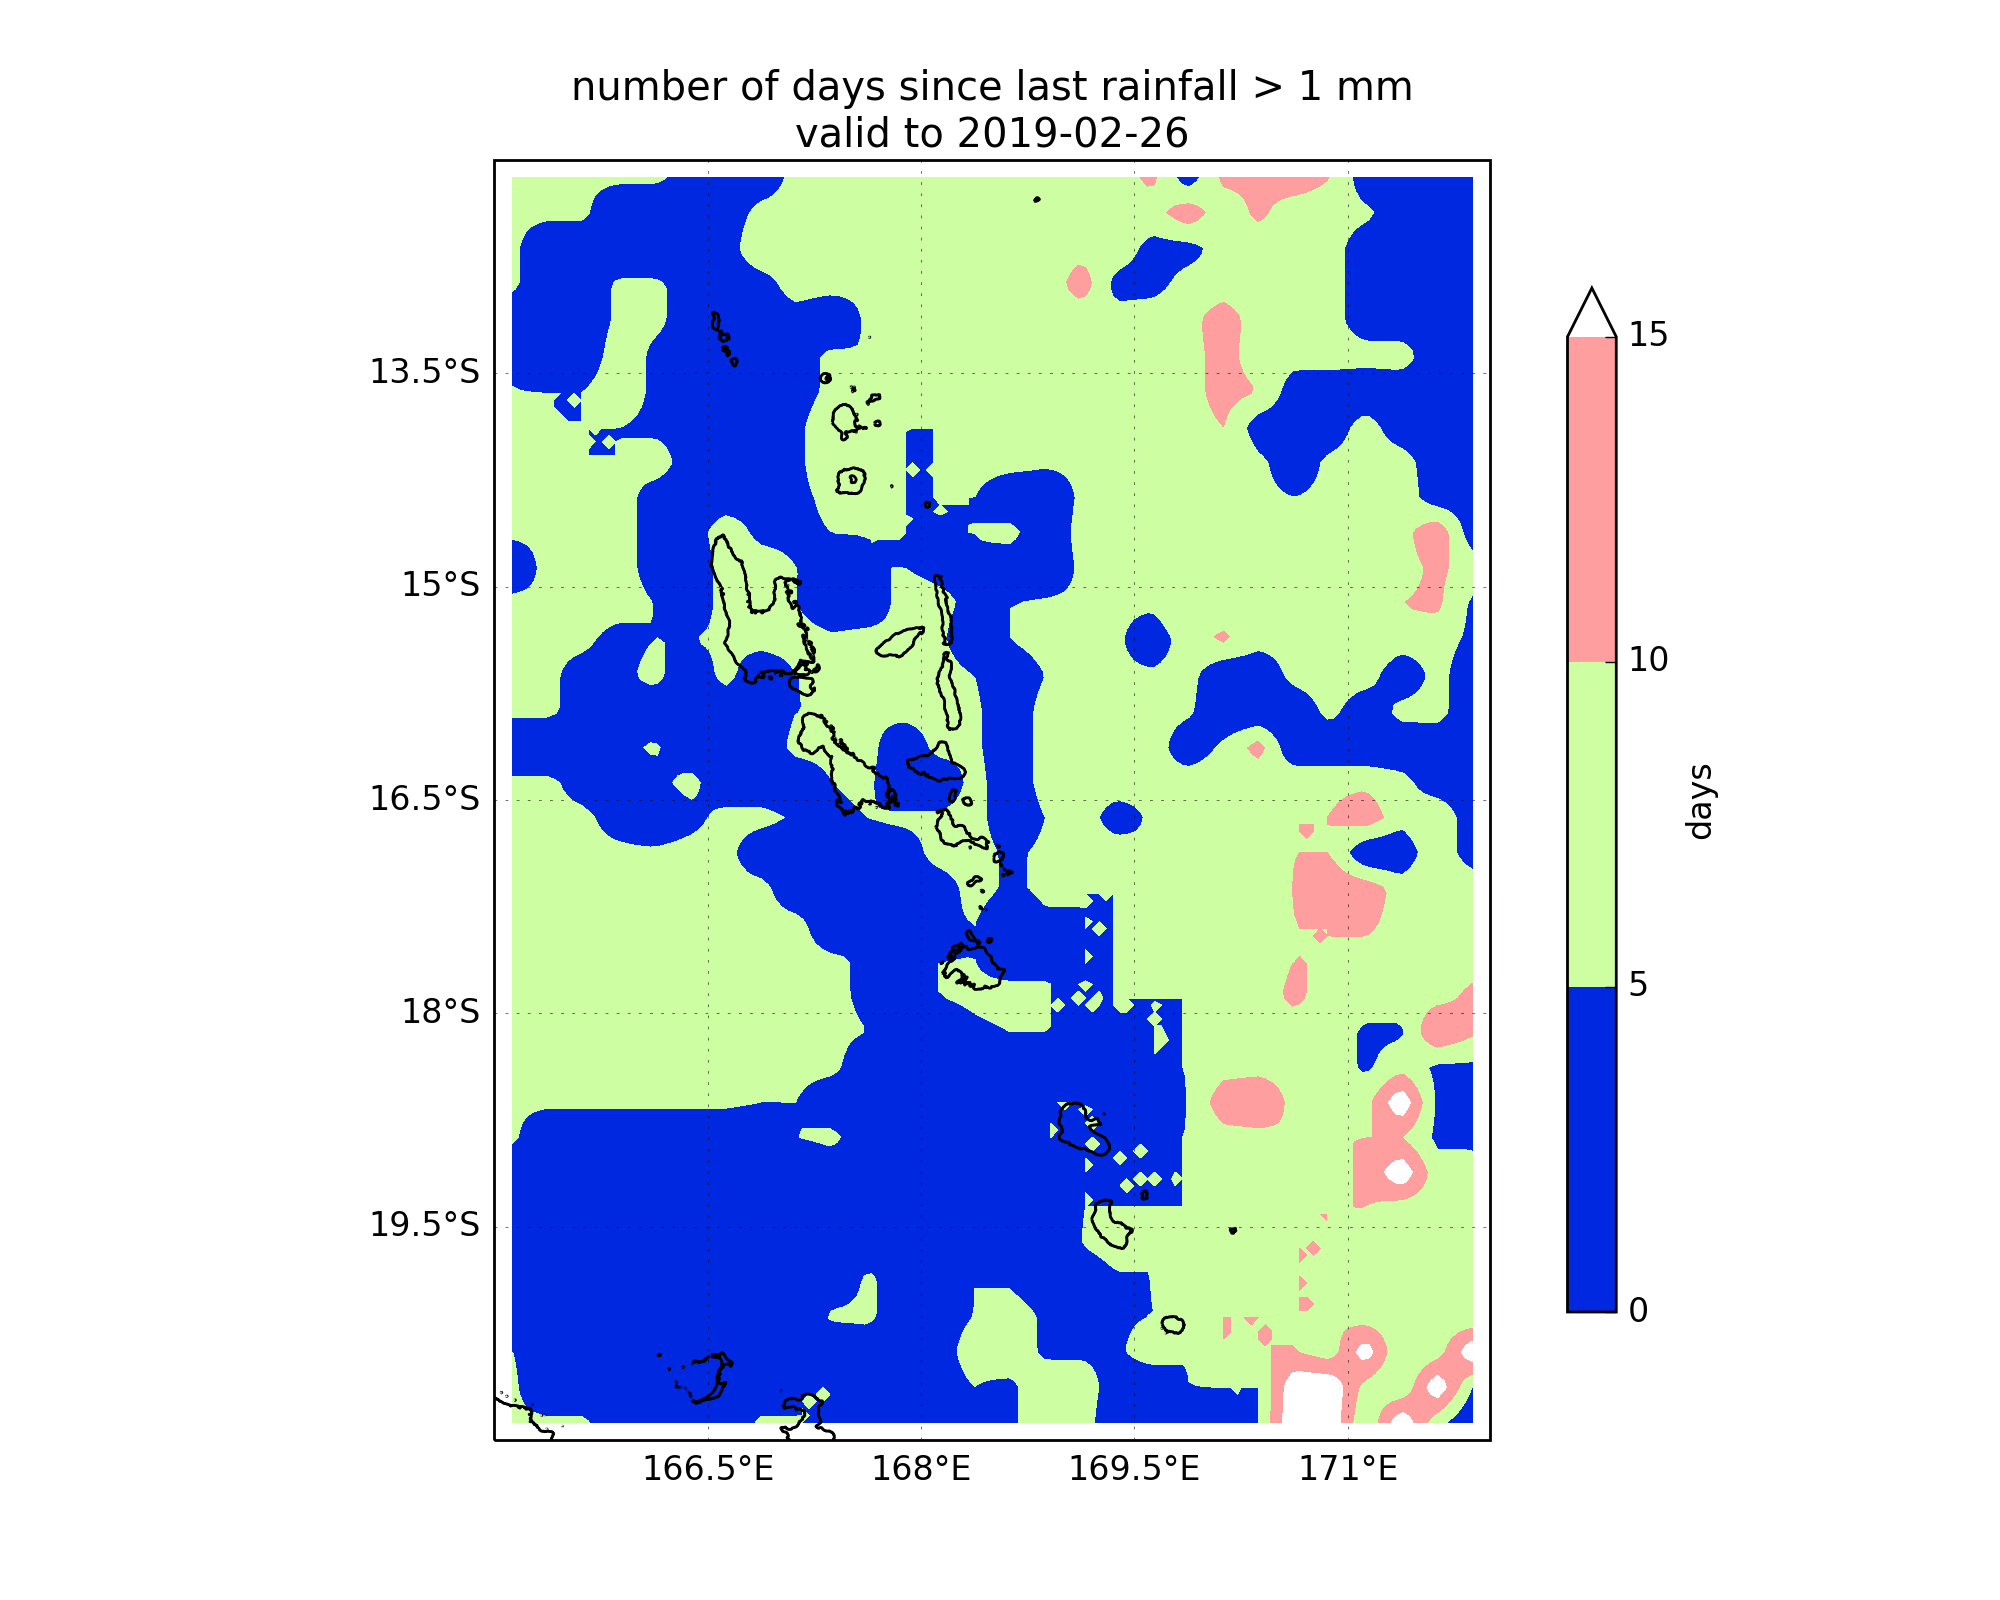 number of days since last rainfall > 1 mm
valid to 2019-02-26
13.5°S
15°S
16.5°S
18°S
19.5°S
166.5°E
168°E
169.5°E
171°E
15
10
5
0
days